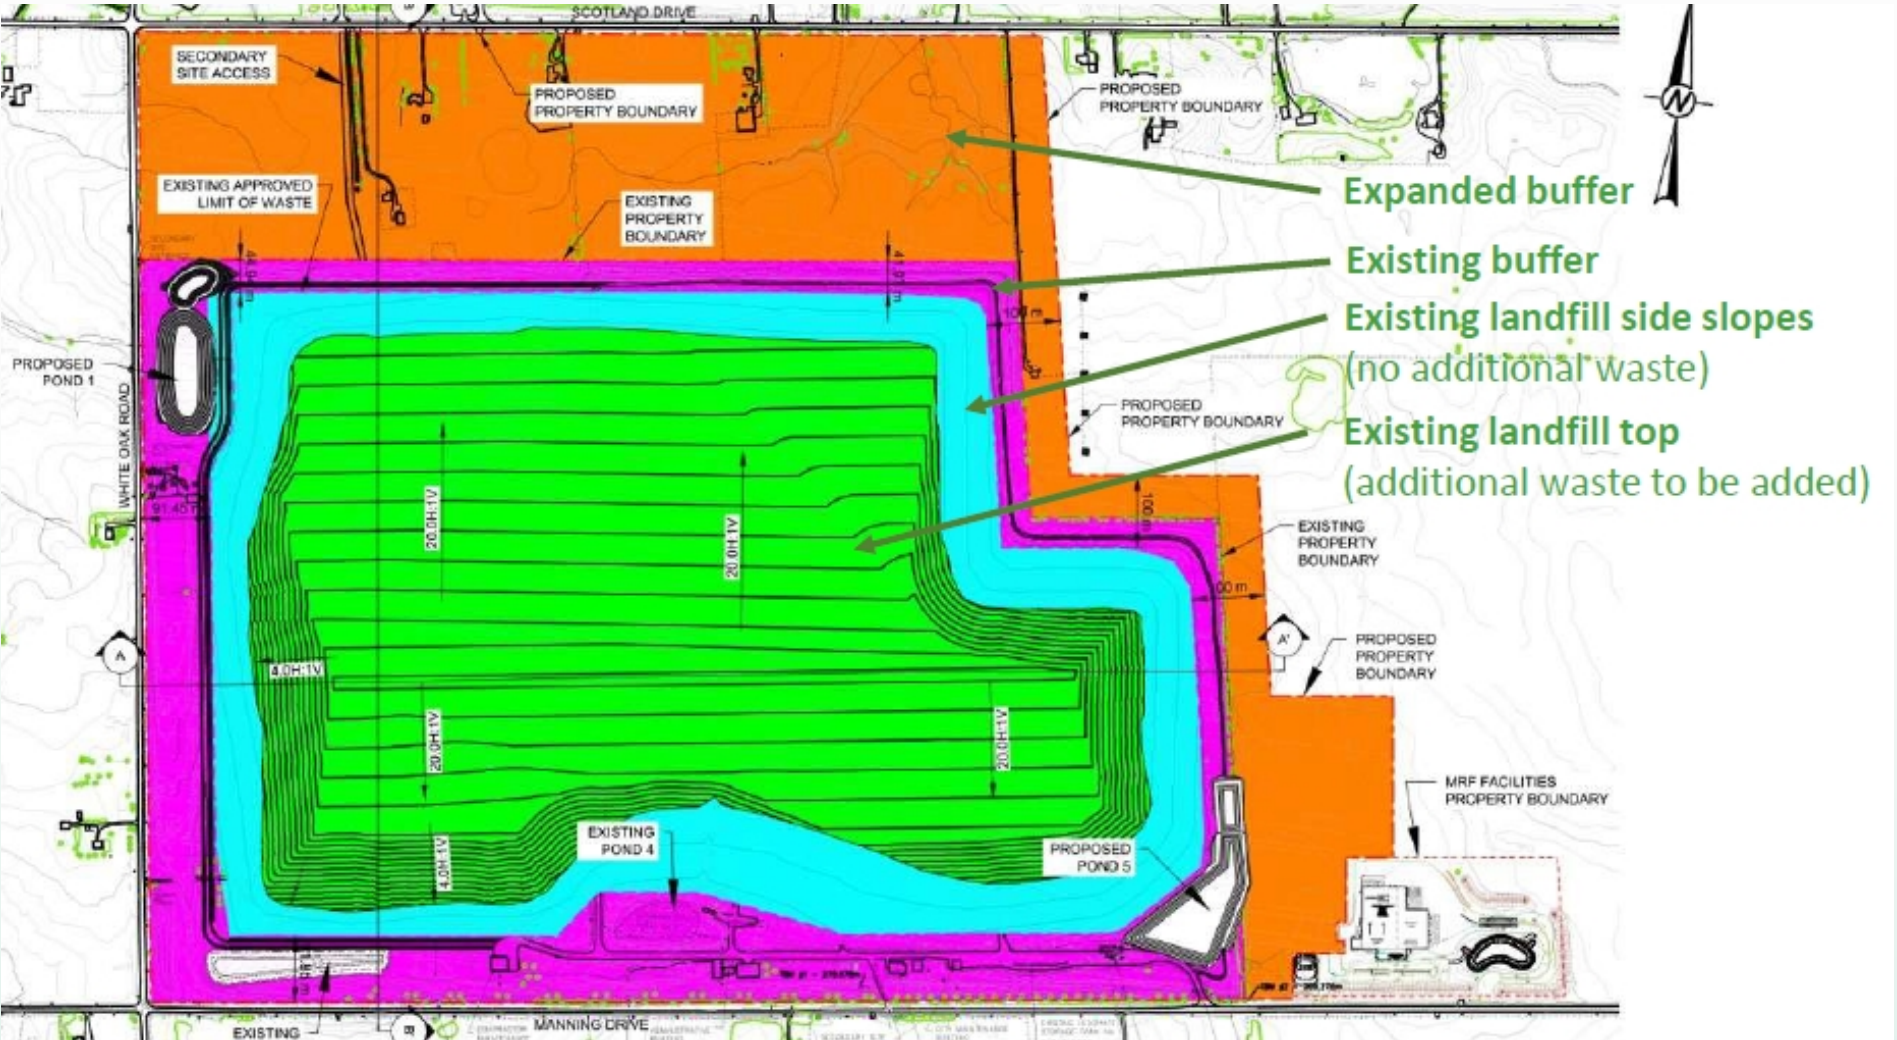 SCOTLAND DRIVE
SECONDARY
SITE ACCESS
PROPOSED
PROPERTY BOUNDARY
PROPOSED
PROPERTY BOUNDARY
N
EXISTING APPROVED
LIMIT OF WASTE
EXISTING
PROPERTY
BOUNDARY
Expanded buffer
Existing buffer
Existing landfill side slopes
(no additional waste)
Existing landfill top
(additional waste to be added)
PROPOSED
POND 1
WHITE OAK ROAD
PROPOSED
PROPERTY BOUNDARY
100 m
EXISTING
PROPERTY
BOUNDARY
20.0H:1V
20.0H:1V
A
A'
4.0H:1V
PROPOSED
PROPERTY
BOUNDARY
20.0H:1V
20.0H:1V
MRF FACILITIES
PROPERTY BOUNDARY
EXISTING
POND 4
4.0H:1V
PROPOSED
POND 5
EXISTING
MANNING DRIVE